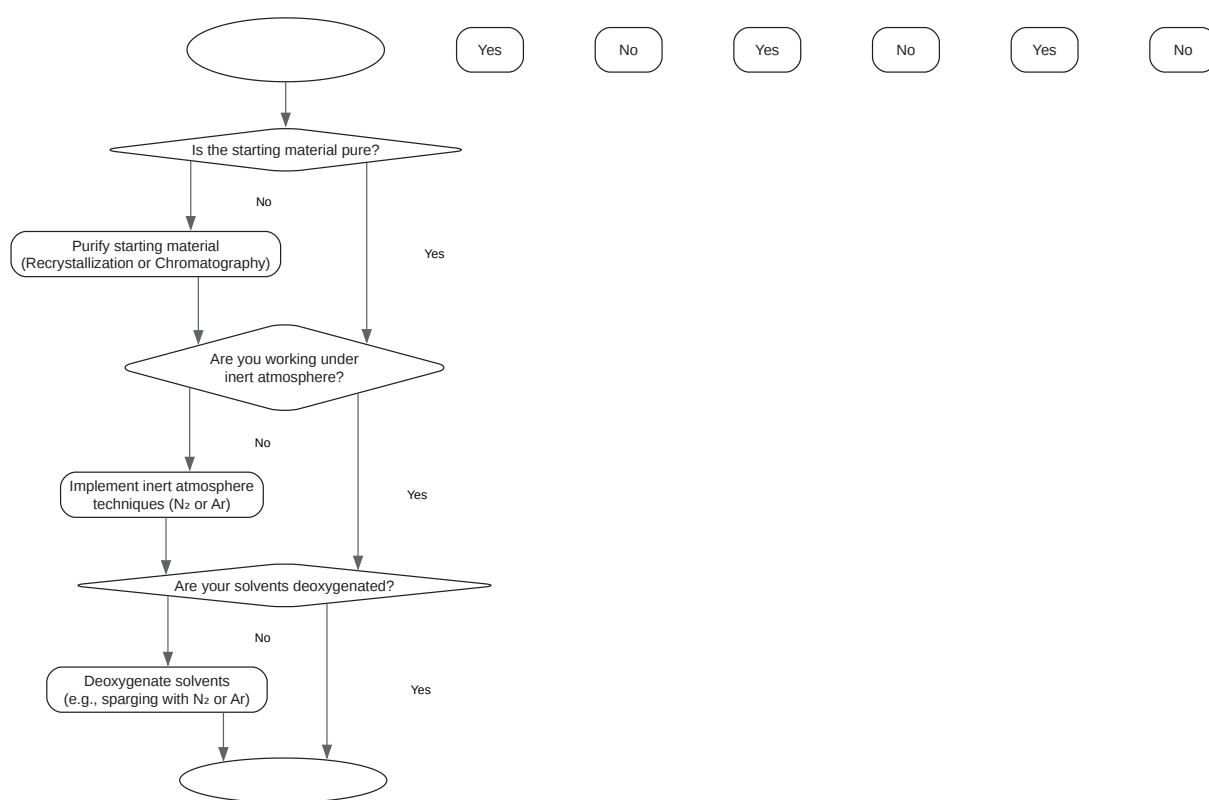 Yes
No
Yes
No
Yes
No
Is the starting material pure?
No
Purify starting material
(Recrystallization or Chromatography)
Yes
Are you working under
inert atmosphere?
No
Implement inert atmosphere
techniques (N₂ or Ar)
Yes
Are your solvents deoxygenated?
No
Deoxygenate solvents
(e.g., sparging with N₂ or Ar)
Yes